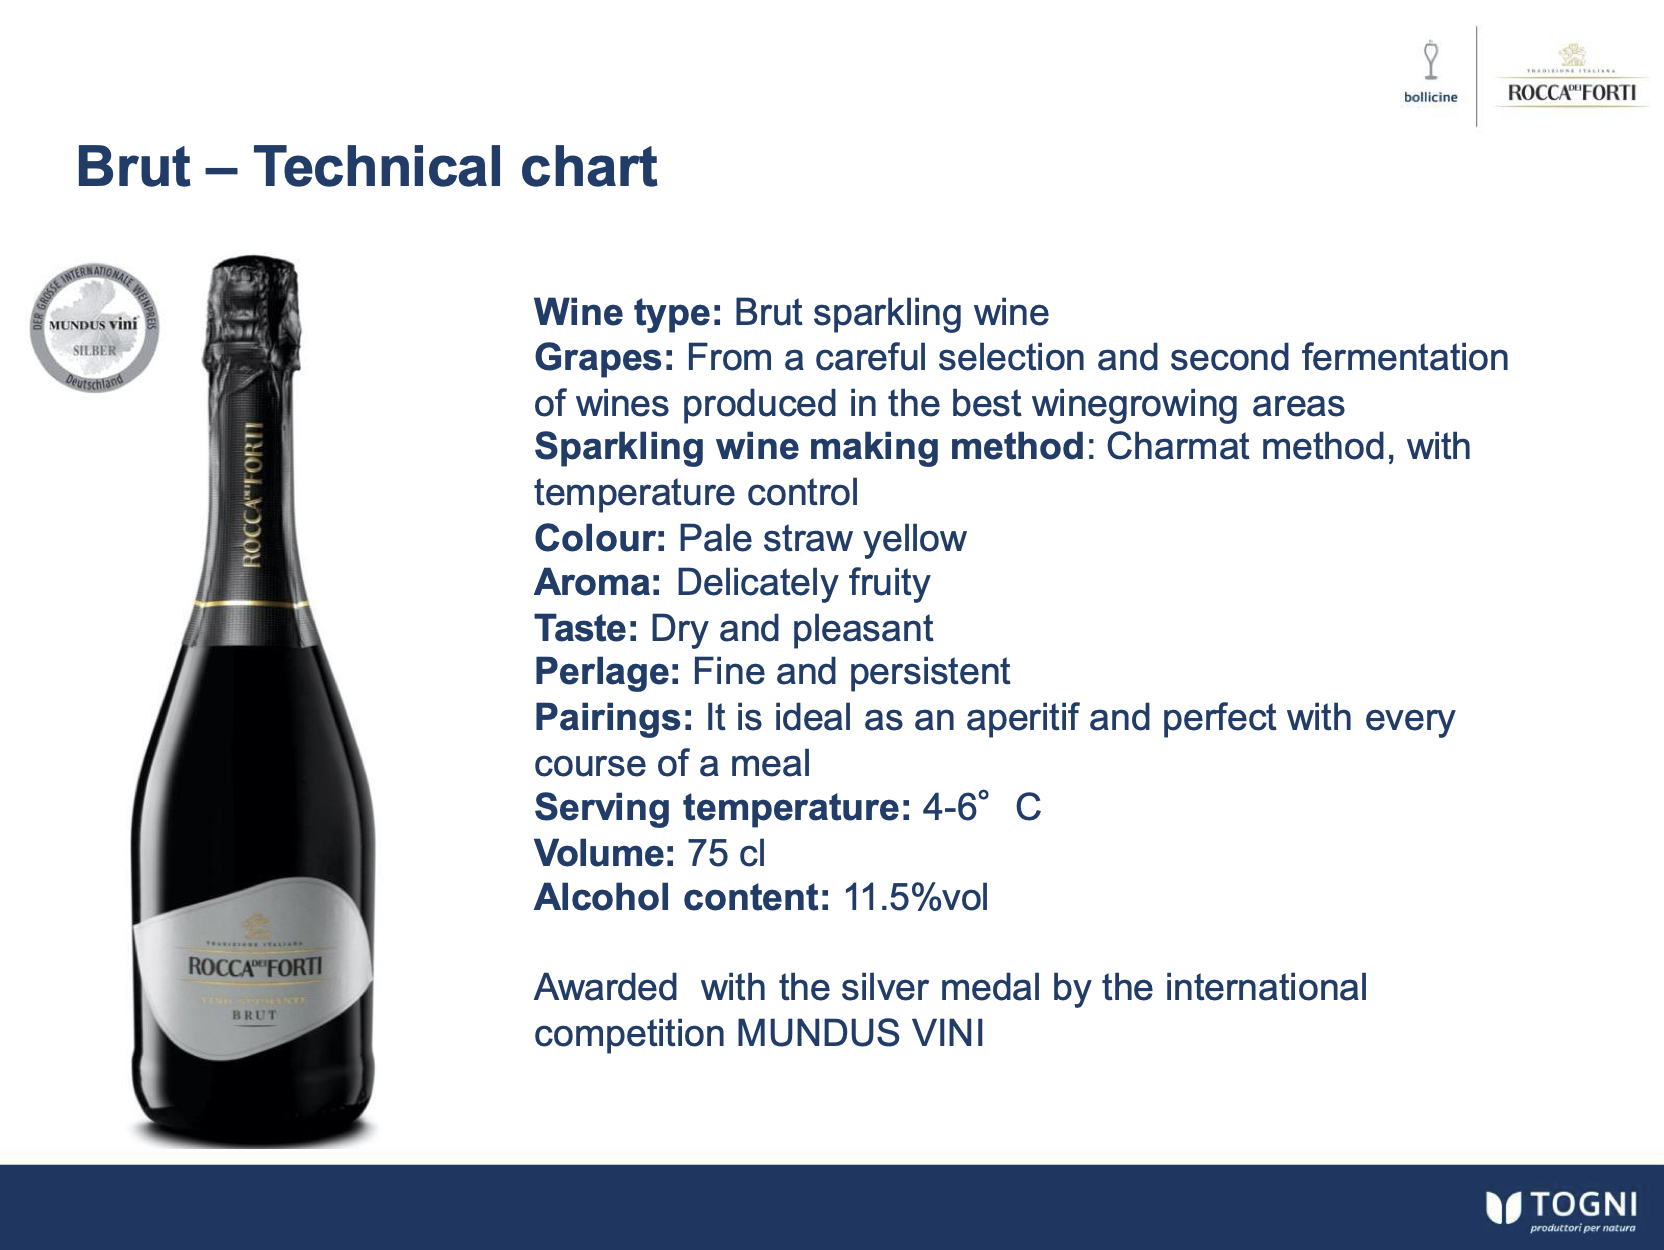 bollicine
TRADIZIONE ITALIANA
ROCCA DEI FORTI
Brut – Technical chart
DER GROSSE INTERNATIONALE WEINPREIS
MUNDUS vini
SILBER
Deutschland
ROCCA DEI FORTI
Wine type: Brut sparkling wine
Grapes: From a careful selection and second fermentation
of wines produced in the best winegrowing areas
Sparkling wine making method: Charmat method, with
temperature control
Colour: Pale straw yellow
Aroma: Delicately fruity
Taste: Dry and pleasant
Perlage: Fine and persistent
Pairings: It is ideal as an aperitif and perfect with every
course of a meal
Serving temperature: 4-6° C
Volume: 75 cl
Alcohol content: 11.5%vol
TRADIZIONE ITALIANA
ROCCA DEI FORTI
VINO SPUMANTE
BRUT
Awarded  with the silver medal by the international
competition MUNDUS VINI
TOGNI
produttori per natura